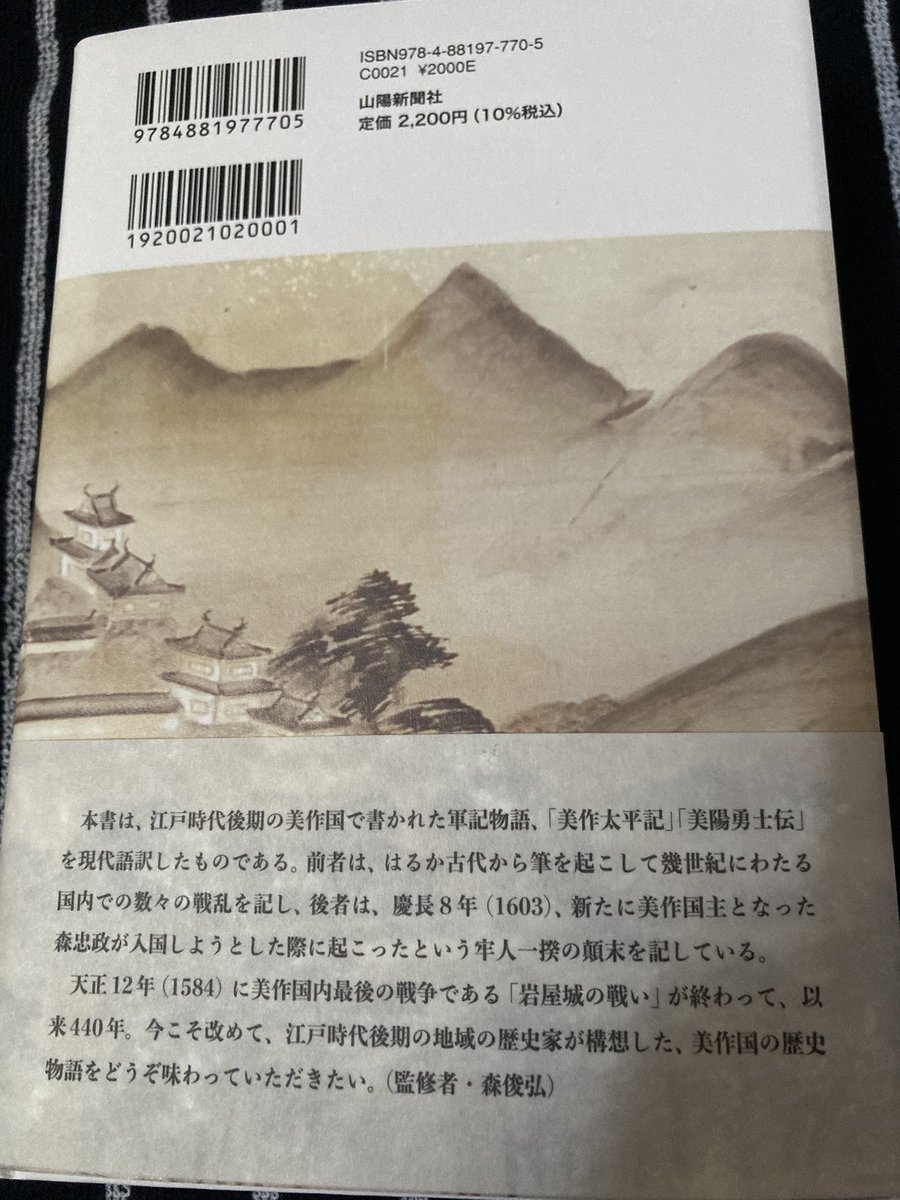 ISBN978-4-88197-770-5
C0021 ¥2000E
山陽新聞社
定価 2,200円(10%税込)
9784881977705
1920021020001
本書は、江戸時代後期の美作国で書かれた軍記物語、「美作太平記」「美陽勇士伝」
を現代語訳したものである。前者は、はるか古代から筆を起こして幾世紀にわたる
国内での数々の戦乱を記し、後者は、慶長8年(1603)、新たに美作国主となった
森忠政が入国しようとした際に起こったという牢人一揆の顛末を記している。
天正12年(1584)に美作国内最後の戦争である「岩屋城の戦い」が終わって、以
来440年。今こそ改めて、江戸時代後期の地域の歴史家が構想した、美作国の歴史
物語をどうぞ味わっていただきたい。(監修者・森俊弘)